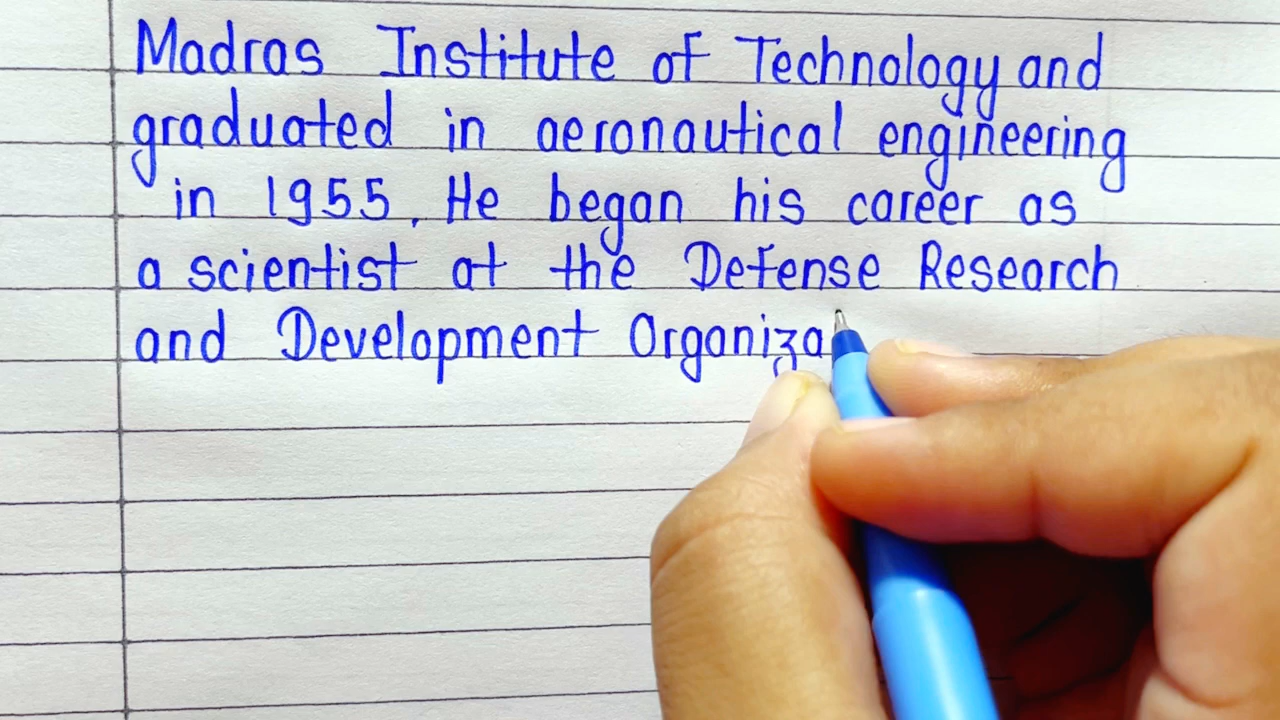 Madras Institute of Technology and
graduated in aeronautical engineering
in 1955. He began his career as
a scientist at the Defense Research
and Development Organiza